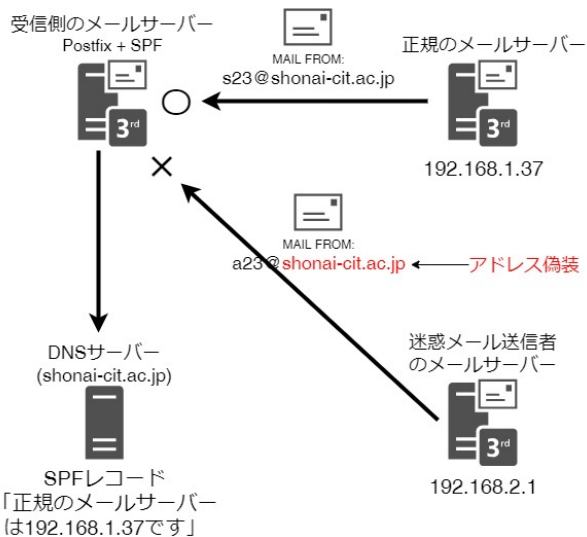 受信側のメールサーバー
Postfix + SPF
3rd
MAIL FROM:
s23@shonai-cit.ac.jp
正規のメールサーバー
3rd
192.168.1.37
MAIL FROM:
a23@shonai-cit.ac.jp
アドレス偽装
DNSサーバー
(shonai-cit.ac.jp)
SPFレコード
「正規のメールサーバー
は192.168.1.37です」
迷惑メール送信者
のメールサーバー
3rd
192.168.2.1